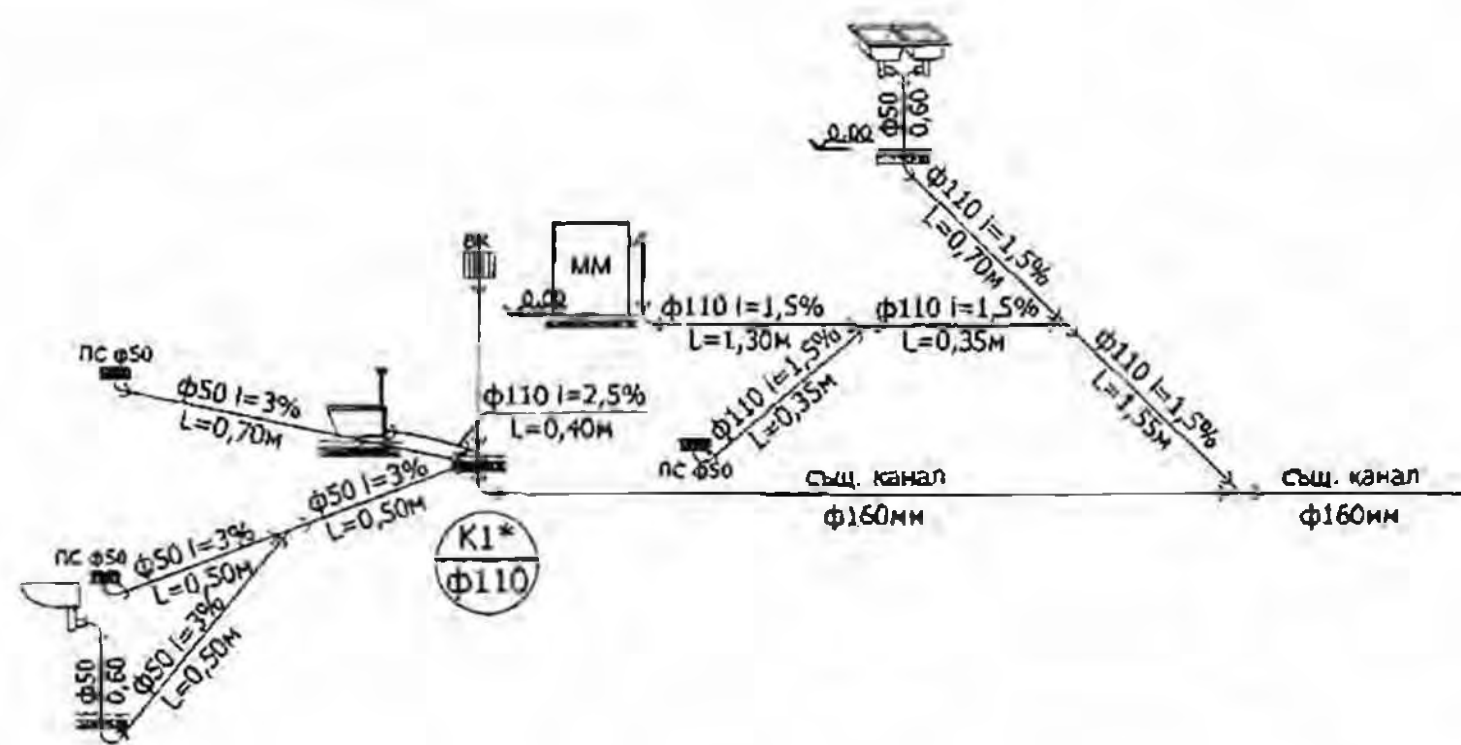 ф50
0,60
0.00
ф110 i=1,5%
L=0,70м
вк
ММ
0.00
ф110 i=1,5%
L=1,30м
ф110 i=1,5%
L=0,35м
ф110 i=1,5%
L=1,55м
ф110 i=1,5%
L=0,35м
пс ф50
пс ф50
ф50 i=3%
L=0,70м
ф110 i=2,5%
L=0,40м
ф50 i=3%
L=0,50м
същ. канал
ф160мм
същ. канал
ф160мм
К1*
ф110
пс ф50
ф50 i=3%
L=0,50м
ф50 i=3%
L=0,50м
ф50
0,60